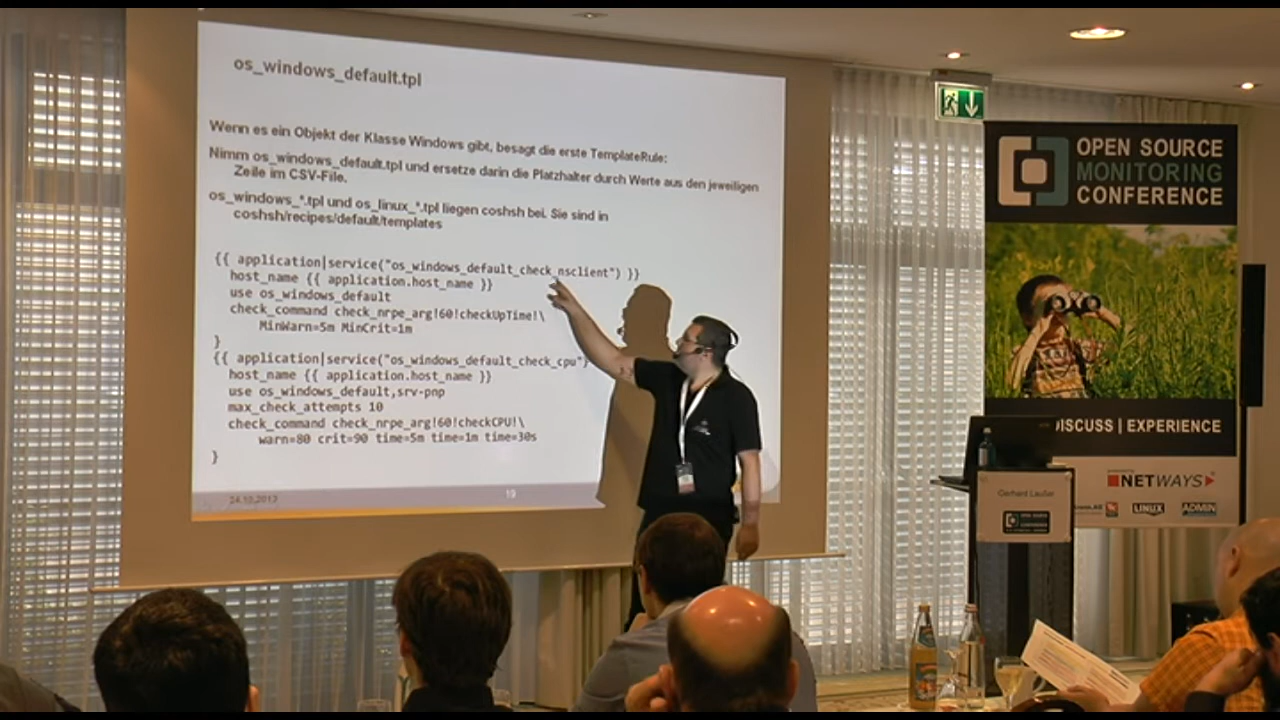 os_windows_default.tpl
Wenn es ein Objekt der Klasse Windows gibt, besagt die erste TemplateRule:
Nimm os_windows_default.tpl und ersetze darin die Platzhalter durch Werte aus den jeweiligen
Zeile im CSV-File.
os_windows_*.tpl und os_linux_*.tpl liegen coshsh bei. Sie sind in
coshsh/recipes/default/templates
{{ application|service("os_windows_default_check_nsclient") }}
host_name {{ application.host_name }}
use os_windows_default
check_command check_nrpe_arg!60!checkUpTime!\
MinWarn=5m MinCrit=1m
}
{{ application|service("os_windows_default_check_cpu")
host_name {{ application.host_name }}
use os_windows_default,srv-pnp
max_check_attempts 10
check_command check_nrpe_arg!60!checkCPU!\
warn=80 crit=90 time=5m time=1m time=30s
}
24.10.2013
19
OPEN SOURCE
MONITORING
CONFERENCE
DISCUSS | EXPERIENCE
NETWAYS
LINUX
ADMIN
Gerhard Laußer
OPEN SOURCE
MONITORING
CONFERENCE